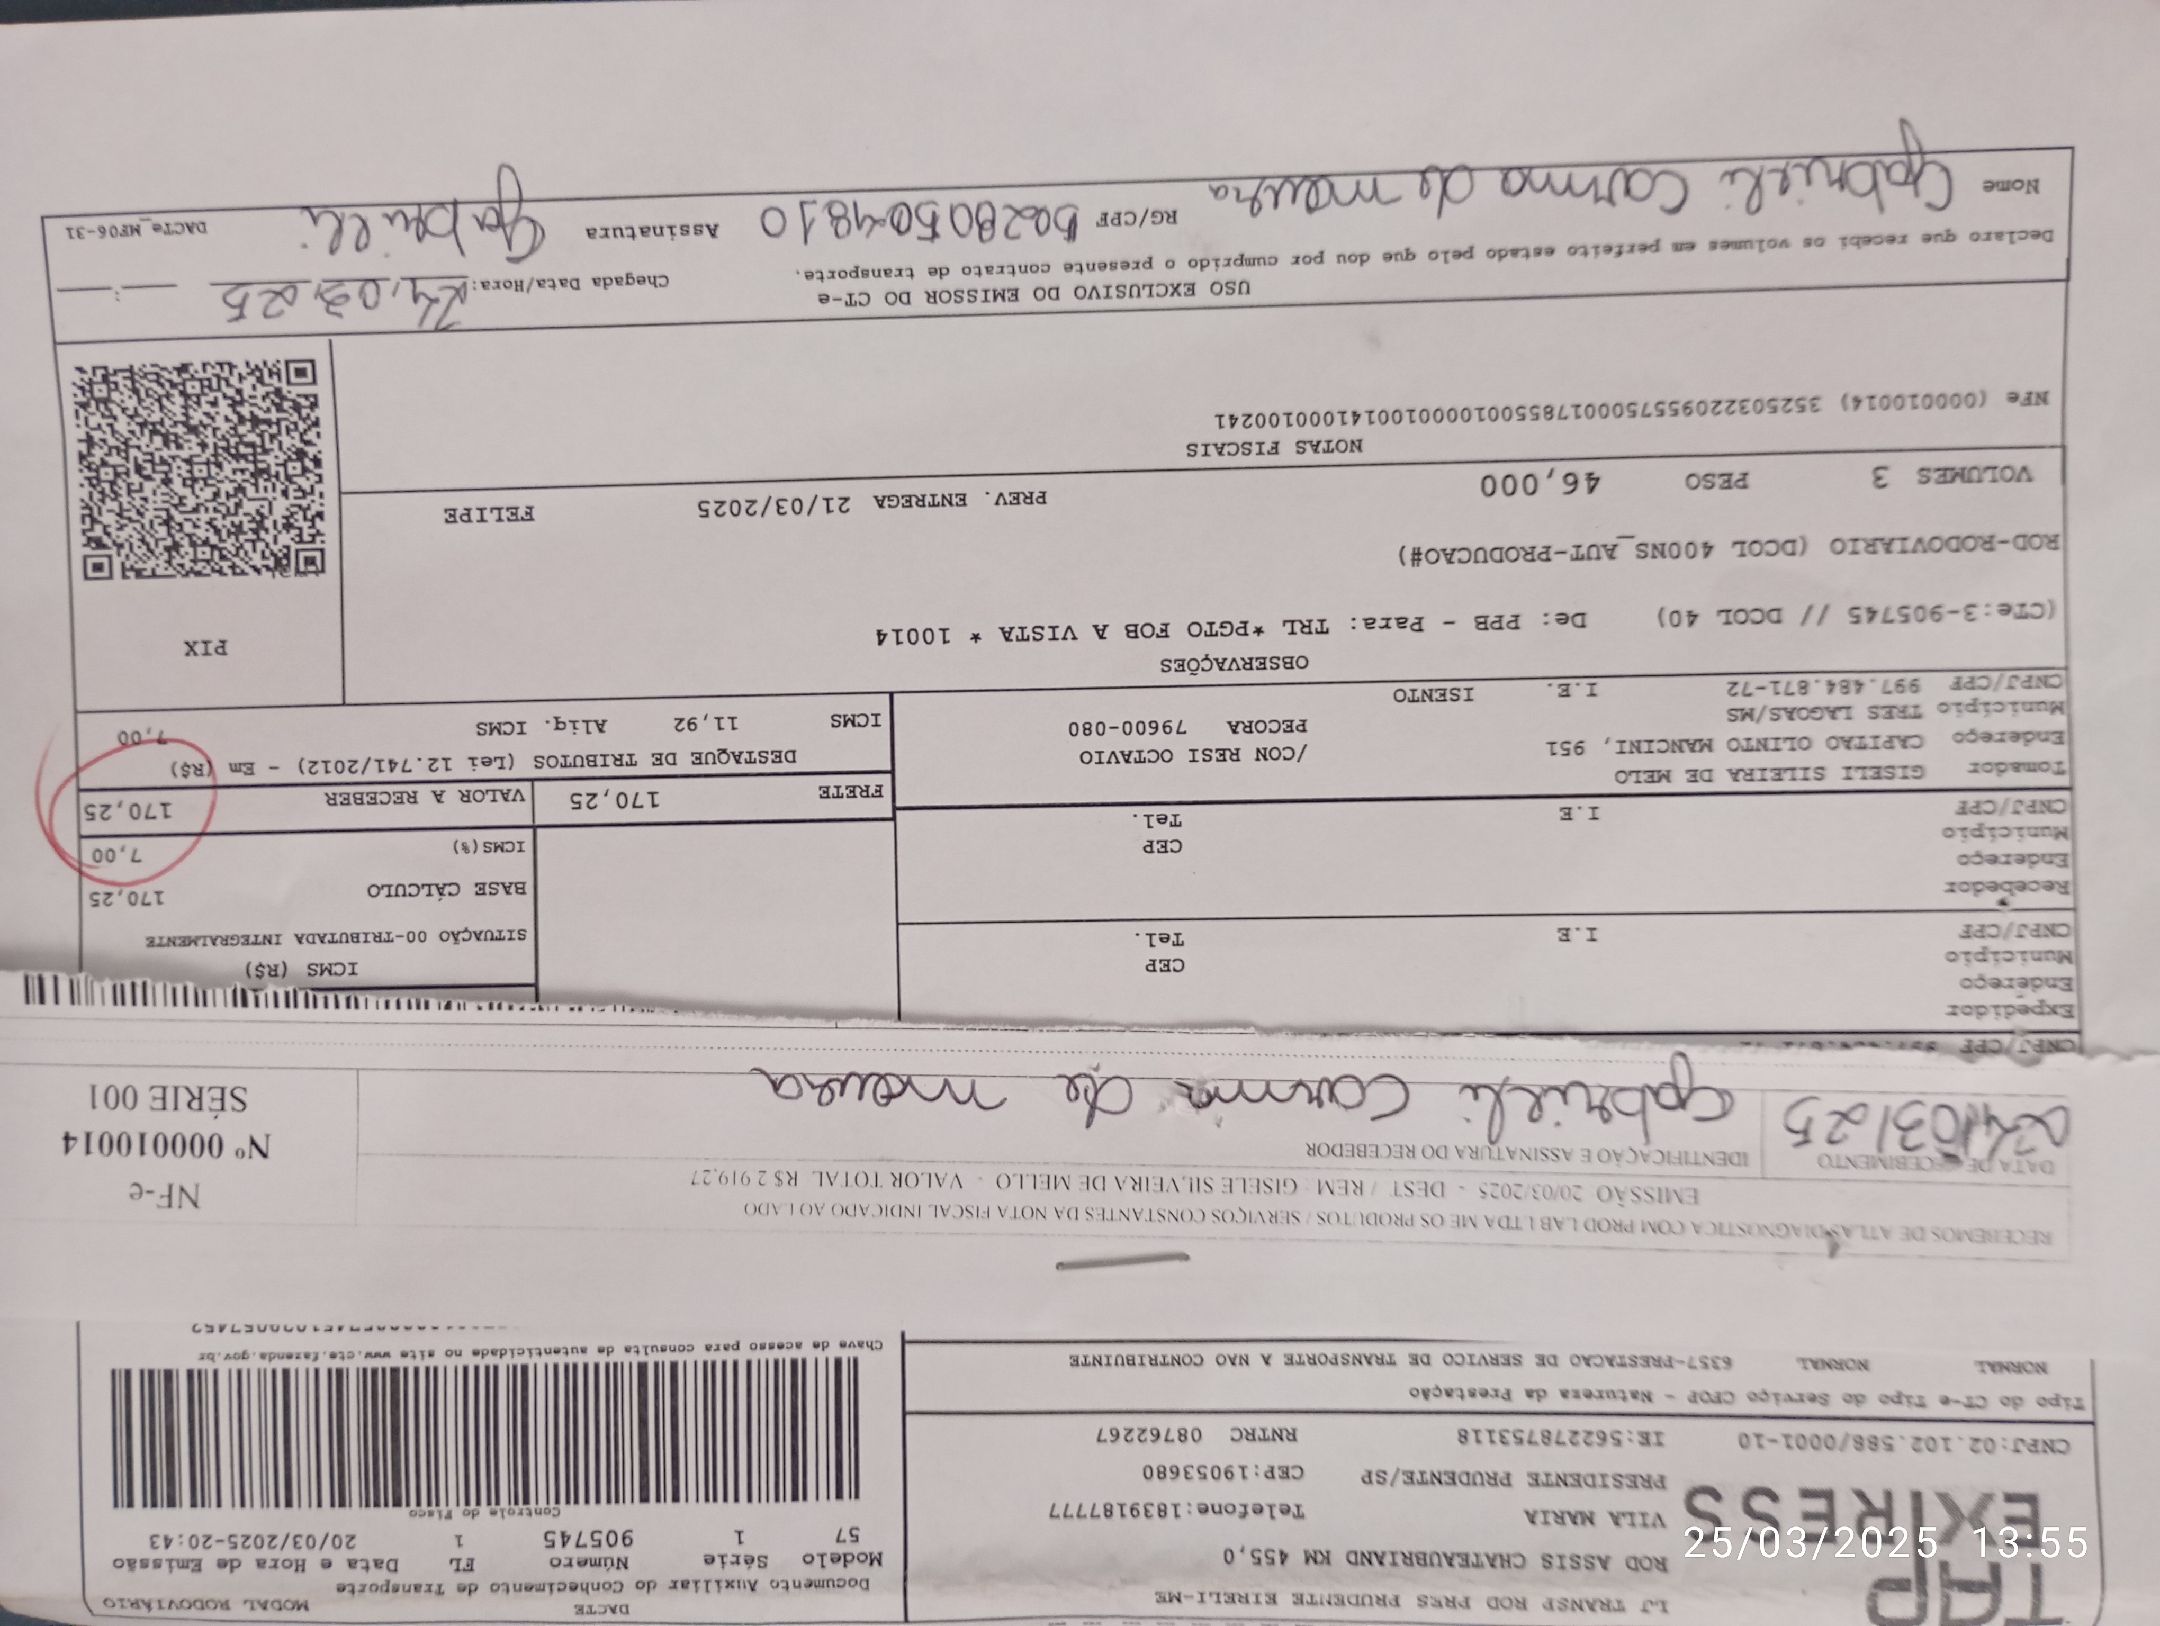 TAP
EXIRESS
LJ TRANSP ROD PRES PRUDENTE EIRELI-ME
ROD ASSIS CHATEAUBRIAND KM 455,0
VILA MARIA Telefone:1839187777
PRESIDENTE PRUDENTE/SP CEP:19053680
CNPJ:02.102.588/0001-10 IE:562278753118 RNTRC 08762267
DACTE MODAL RODOVIÁRIO
Documento Auxiliar do Conhecimento de Transporte
Modelo Série Número FL Data e Hora de Emissão
57 1 905745 1 20/03/2025-20:43
Controle do Fisco
Chave de acesso para consulta de autenticidade no site www.cte.fazenda.gov.br
Tipo do CT-e Tipo do Serviço CFOP - Natureza da Prestação
NORMAL NORMAL 6357-PRESTACAO DE SERVICO DE TRANSPORTE A NAO CONTRIBUINTE
RECEBEMOS DE ATLAS DIAGNOSTICA COM PROD LAB LTDA ME OS PRODUTOS / SERVIÇOS CONSTANTES DA NOTA FISCAL INDICADO AO LADO
EMISSÃO 20/03/2025 - DEST / REM : GISELE SILVEIRA DE MELLO - VALOR TOTAL R$ 2.919,27
DATA DE RECEBIMENTO IDENTIFICAÇÃO E ASSINATURA DO RECEBEDOR
24/03/25 Gabrieli Carma de moura
NF-e
Nº 000010014
SÉRIE 001
CNPJ/CPF
Expedidor
Endereço
Município CEP
CNPJ/CPF I.E Tel.
Recebedor
Endereço
Município CEP
CNPJ/CPF I.E Tel.
ICMS (R$)
SITUAÇÃO 00-TRIBUTADA INTEGRALMENTE
BASE CÁLCULO 170,25
ICMS(%) 7,00
FRETE 170,25 VALOR A RECEBER 170,25
Tomador GISELI SILEIRA DE MELO
Endereço CAPITAO OLINTO MANCINI, 951 /CON RESI OCTAVIO
Município TRES LAGOAS/MS PECORA 79600-080
CNPJ/CPF 997.484.871-72 I.E. ISENTO
DESTAQUE DE TRIBUTOS (Lei 12.741/2012) - Em (R$)
ICMS 11,92 Aliq. ICMS 7,00
OBSERVAÇÕES
(CTe:3-905745 // DCOL 40) De: PPB - Para: TRL *PGTO FOB A VISTA * 10014
ROD-RODOVIARIO (DCOL 400NS_AUT-PRODUCAO#)
VOLUMES 3 PESO 46,000 PREV. ENTREGA 21/03/2025 FELIPE
PIX
NOTAS FISCAIS
NFe (000010014) 35250322095575000178550010000100141000100241
USO EXCLUSIVO DO EMISSOR DO CT-e
Declaro que recebi os volumes em perfeito estado pelo que dou por cumprido o presente contrato de transporte.
Chegada Data/Hora: 24,03,25 __:__
Nome Gabrieli Carma de moura RG/CPF 50280504810 Assinatura Gabrieli
DACTe_MF06-31
25/03/2025 13:55